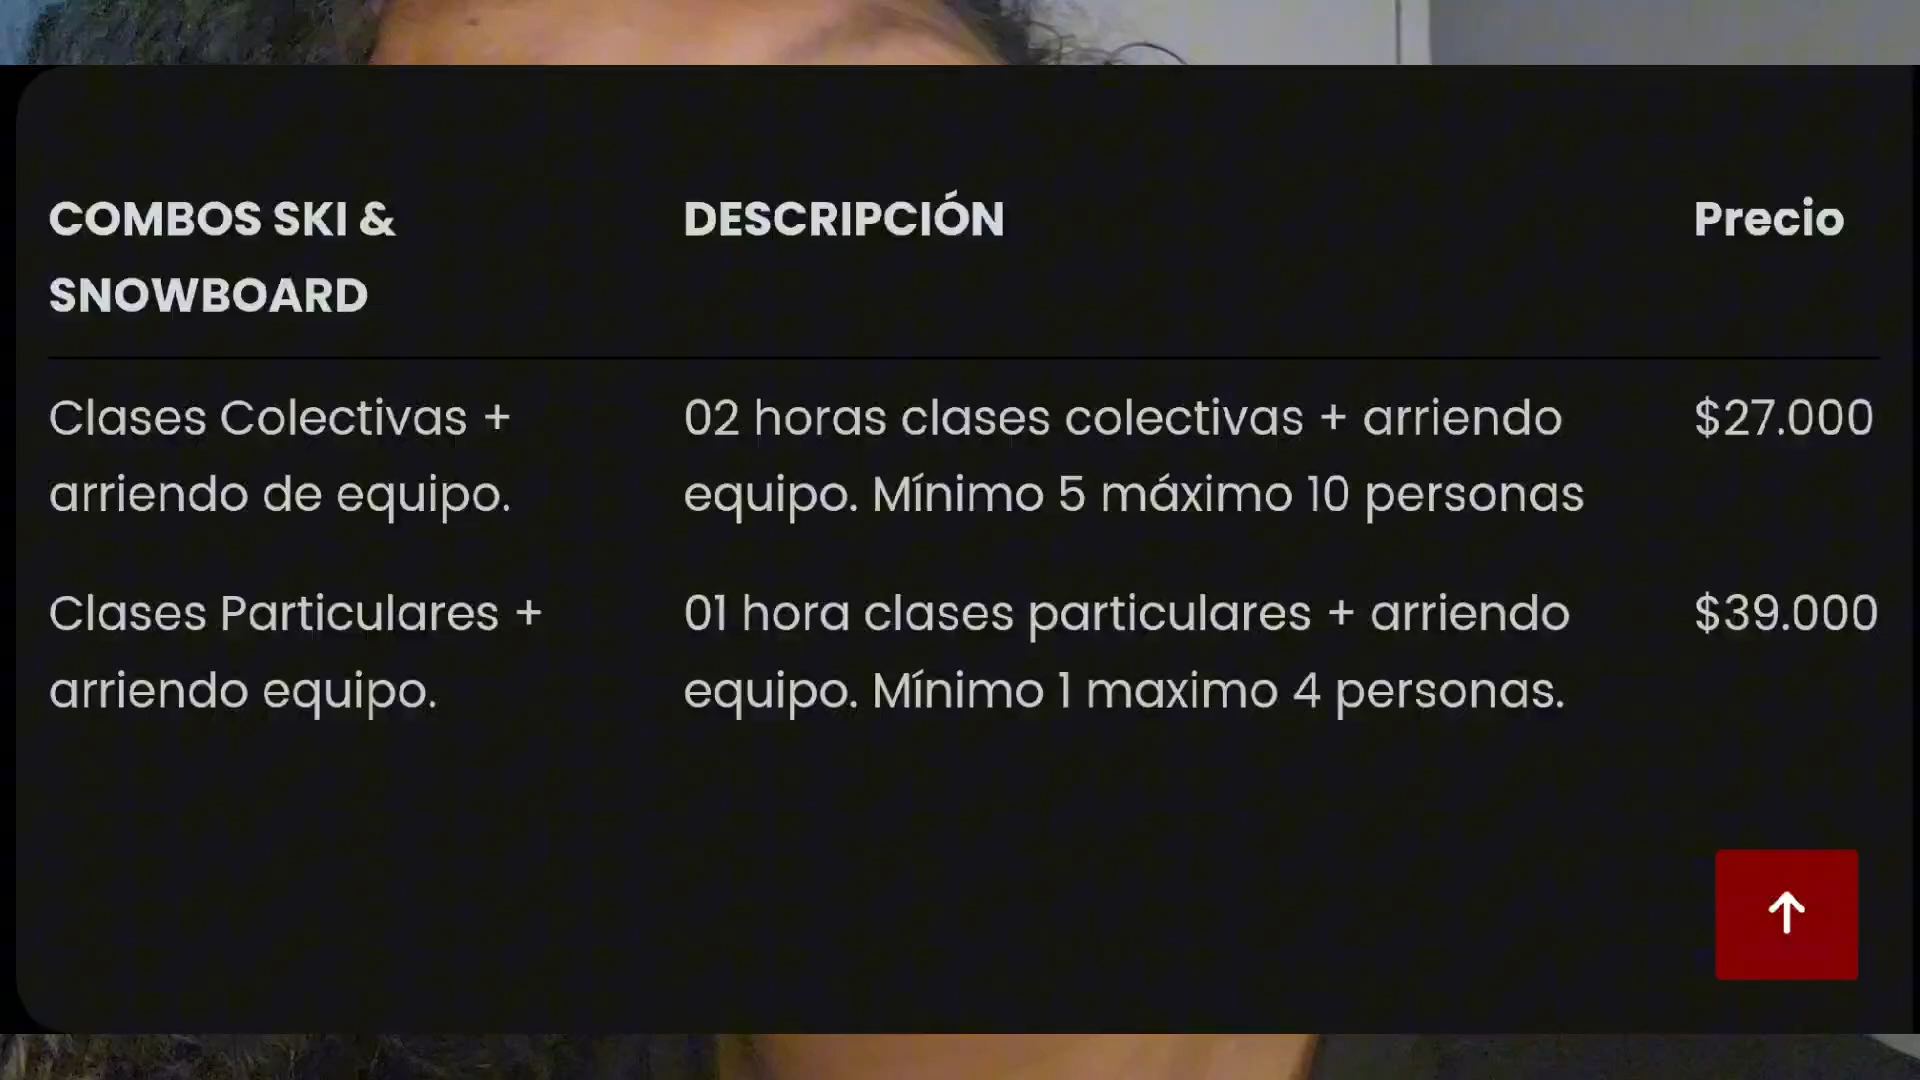 COMBOS SKI &
SNOWBOARD
DESCRIPCIÓN
Precio
Clases Colectivas +
arriendo de equipo.
02 horas clases colectivas + arriendo
equipo. Mínimo 5 máximo 10 personas
$27.000
Clases Particulares +
arriendo equipo.
01 hora clases particulares + arriendo
equipo. Mínimo 1 maximo 4 personas.
$39.000